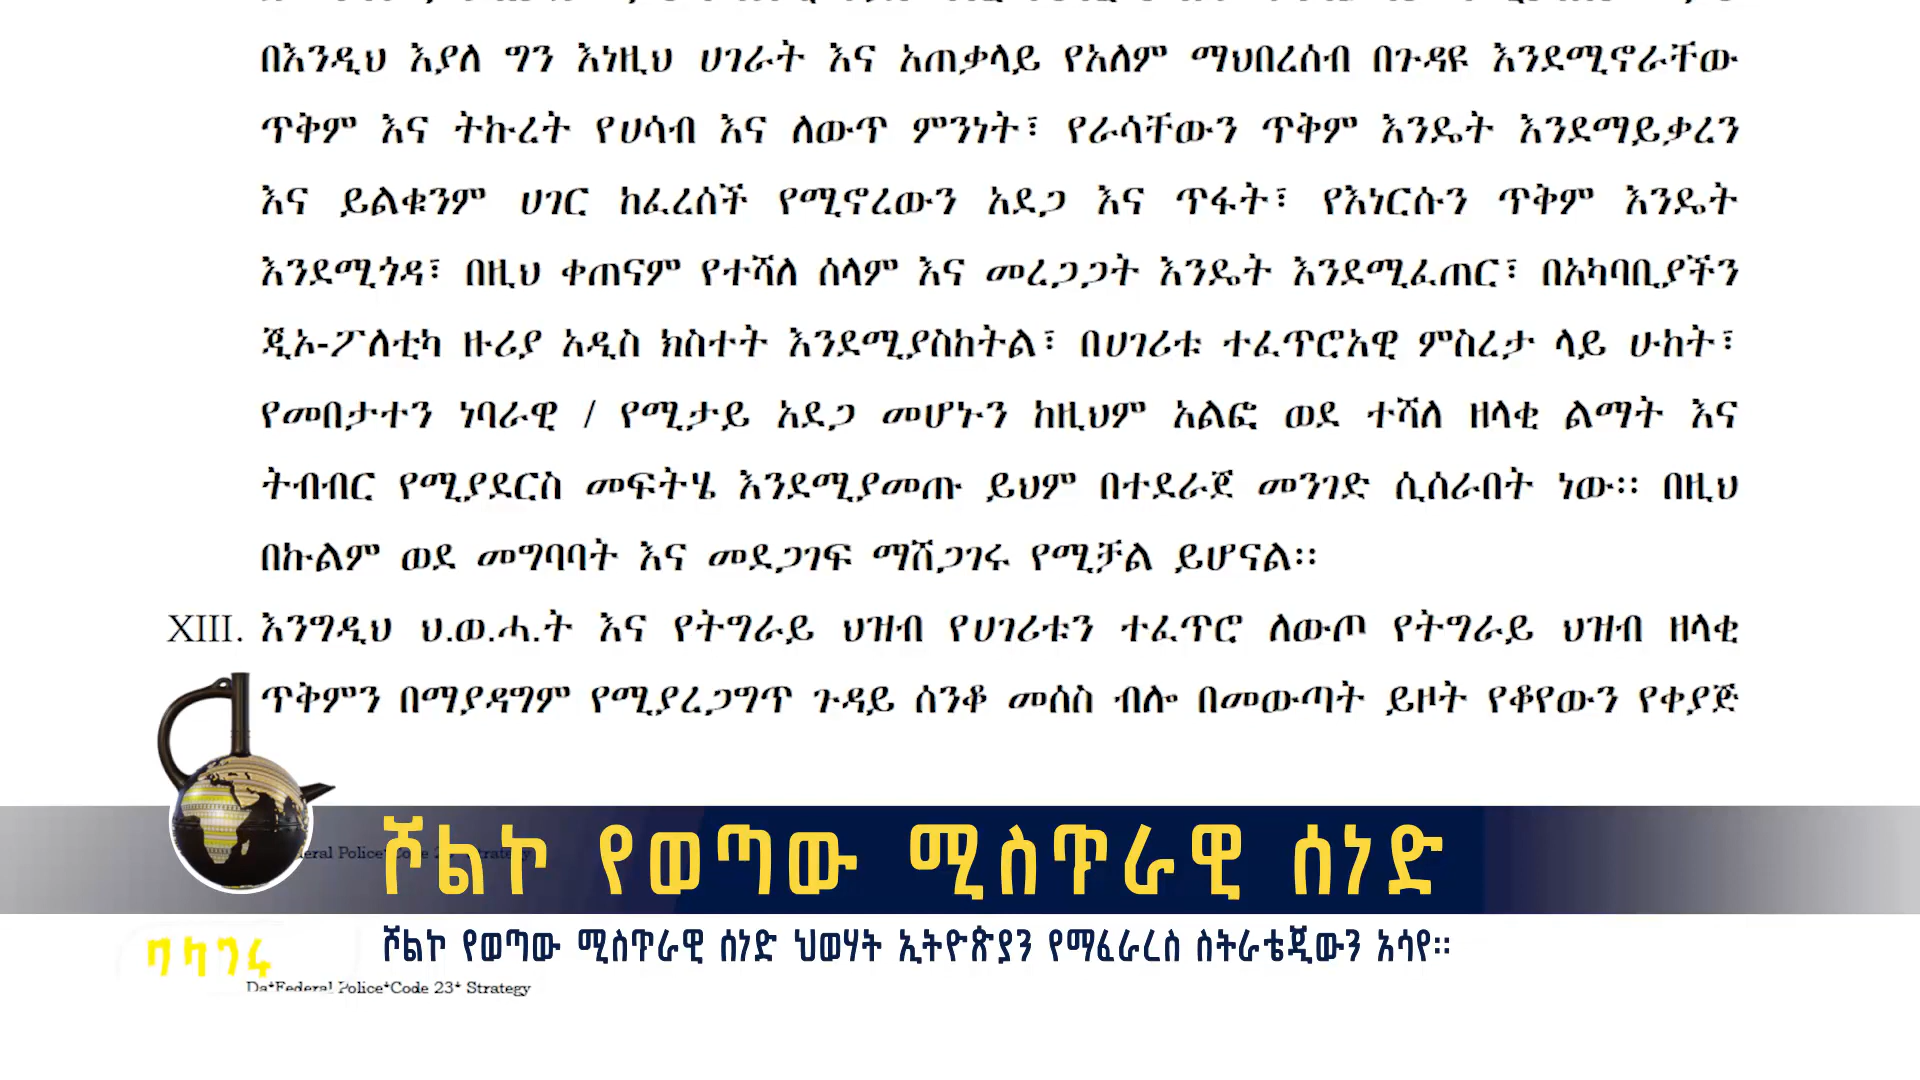 በእንዲህ እያለ ግን እነዚህ ሀገራት እና አጠቃላይ የአለም ማህበረሰብ በጉዳዩ እንደሚኖራቸው
ጥቅም እና ትኩረት የሀሳብ እና ለውጥ ምንነት፣ የራሳቸውን ጥቅም እንዴት እንደማይቃረን
እና ይልቁንም ሀገር ከፈረሰች የሚኖረውን አደጋ እና ጥፋት፣ የእነርሱን ጥቅም እንዴት
እንደሚጎዳ፣ በዚህ ቀጠናም የተሻለ ሰላም እና መረጋጋት እንዴት እንደሚፈጠር፣ በአካባቢያችን
ጂኦ-ፖለቲካ ዙሪያ አዲስ ክስተት እንደሚያስከትል፣ በሀገሪቱ ተፈጥሮአዊ ምስረታ ላይ ሁከት፣
የመበታተን ነባራዊ / የሚታይ አደጋ መሆኑን ከዚህም አልፎ ወደ ተሻለ ዘላቂ ልማት እና
ትብብር የሚያደርስ መፍትሄ እንደሚያመጡ ይህም በተደራጀ መንገድ ሲሰራበት ነው፡፡ በዚህ
በኩልም ወደ መግባባት እና መደጋገፍ ማሸጋገሩ የሚቻል ይሆናል፡፡
XIII. እንግዲህ ህ.ወ.ሓ.ት እና የትግራይ ህዝብ የሀገሪቱን ተፈጥሮ ለውጦ የትግራይ ህዝብ ዘላቂ
ጥቅምን በማያዳግም የሚያረጋግጥ ጉዳይ ሰንቆ መሰስ ብሎ በመውጣት ይዞት የቆየውን የቀያጅ
ሾልኮ የወጣው ሚስጥራዊ ሰነድ
ሾልኮ የወጣው ሚስጥራዊ ሰነድ ህወሃት ኢትዮጵያን የማፈራረስ ስትራቴጂውን አሳየ።
ባላገሩ
Da*Federal Police*Code 23* Strategy